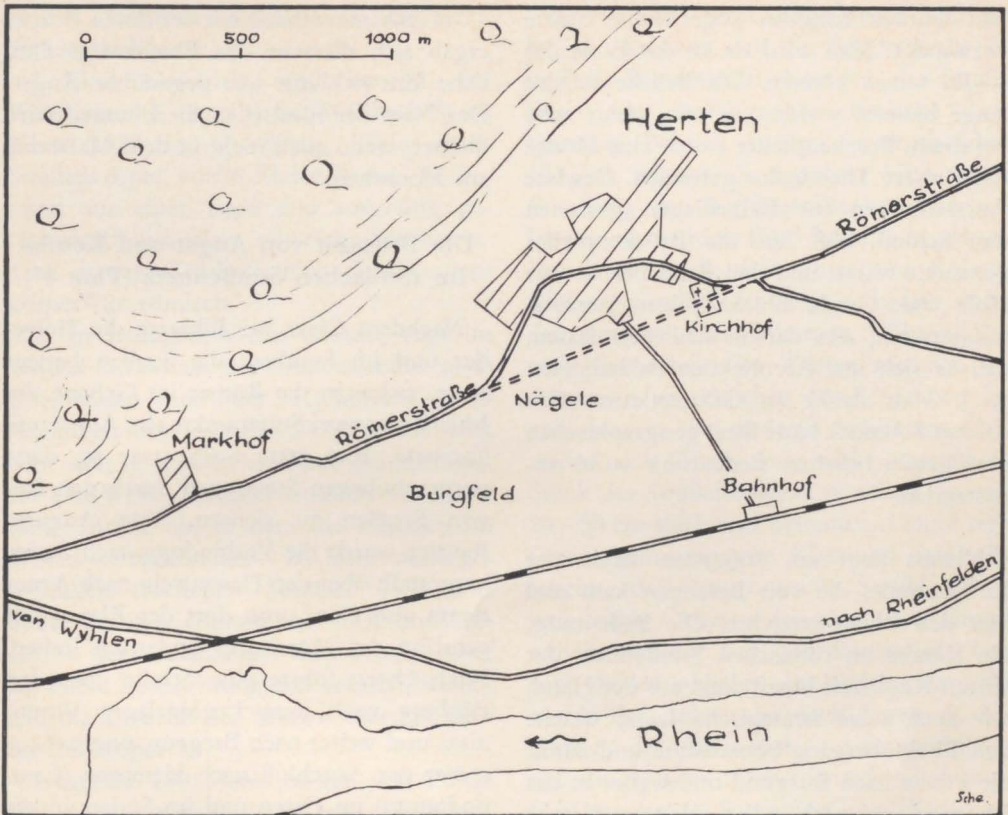 0 500 1000 m
Herten
Römerstraße
Kirchhof
Römerstraße
Nägele
Markhof
Burgfeld
Bahnhof
von Wyhlen
nach Rheinfelden
← Rhein
Sche.